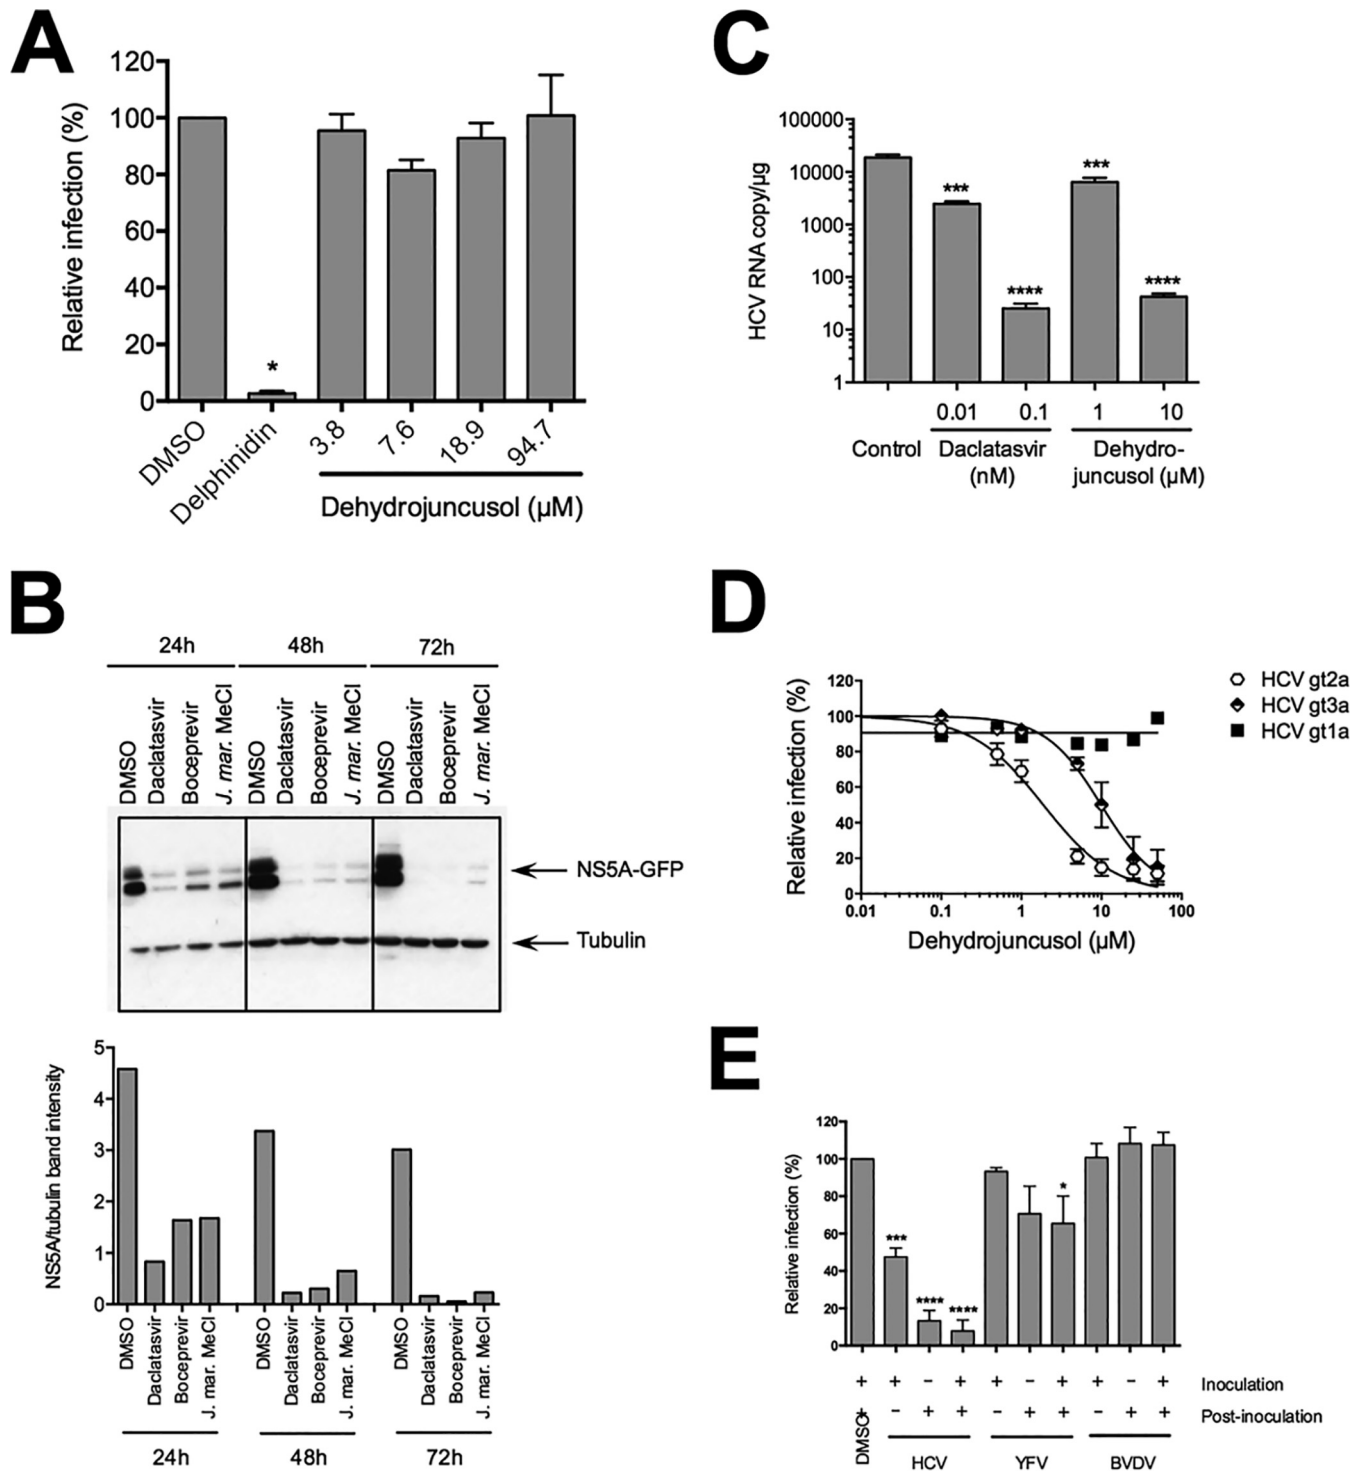 A
120
100
80
60
40
20
0
Relative infection (%)
*
DMSO
Delphinidin
3.8
7.6
18.9
94.7
Dehydrojuncusol (µM)
C
100000
10000
1000
100
10
1
HCV RNA copy/µg
***
****
***
****
0.01 0.1 1 10
Control Daclatasvir (nM) Dehydro-juncusol (µM)
B
24h 48h 72h
DMSO Daclatasvir Boceprevir J. mar. MeCl DMSO Daclatasvir Boceprevir J. mar. MeCl DMSO Daclatasvir Boceprevir J. mar. MeCl
NS5A-GFP
Tubulin
5
4
3
2
1
0
NS5A/tubulin band intensity
DMSO Daclatasvir Boceprevir J. mar. MeCl DMSO Daclatasvir Boceprevir J. mar. MeCl DMSO Daclatasvir Boceprevir J. mar. MeCl
24h 48h 72h
D
120
100
80
60
40
20
0
Relative infection (%)
0.01 0.1 1 10 100
Dehydrojuncusol (µM)
HCV gt2a
HCV gt3a
HCV gt1a
E
120
100
80
60
40
20
0
Relative infection (%)
***
****
****
*
+ + - + + - + + - + Inoculation
+ - + + - + + - + + Post-inoculation
DMSO
HCV YFV BVDV